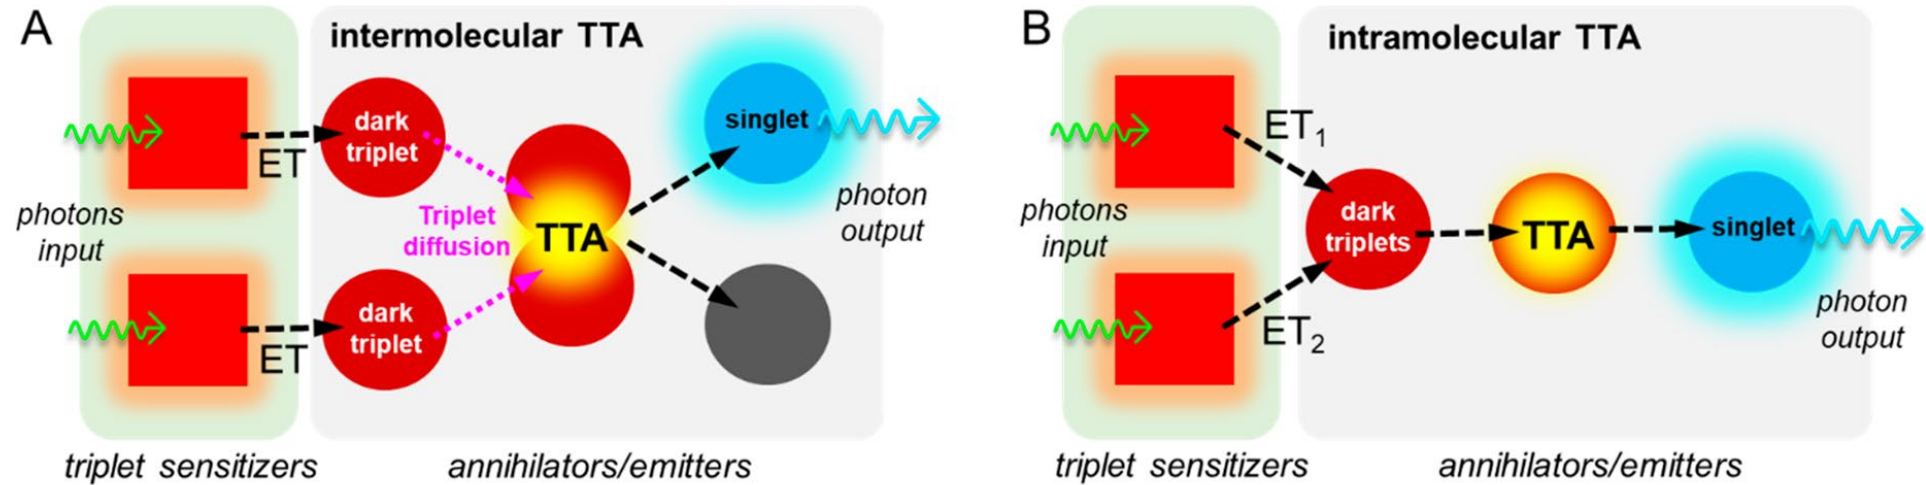 A
intermolecular TTA
dark
triplet
singlet
ET
photons
input
Triplet
diffusion
TTA
photon
output
dark
triplet
ET
triplet sensitizers
annihilators/emitters
B
intramolecular TTA
ET₁
photons
input
dark
triplets
TTA
singlet
ET₂
photon
output
triplet sensitizers
annihilators/emitters